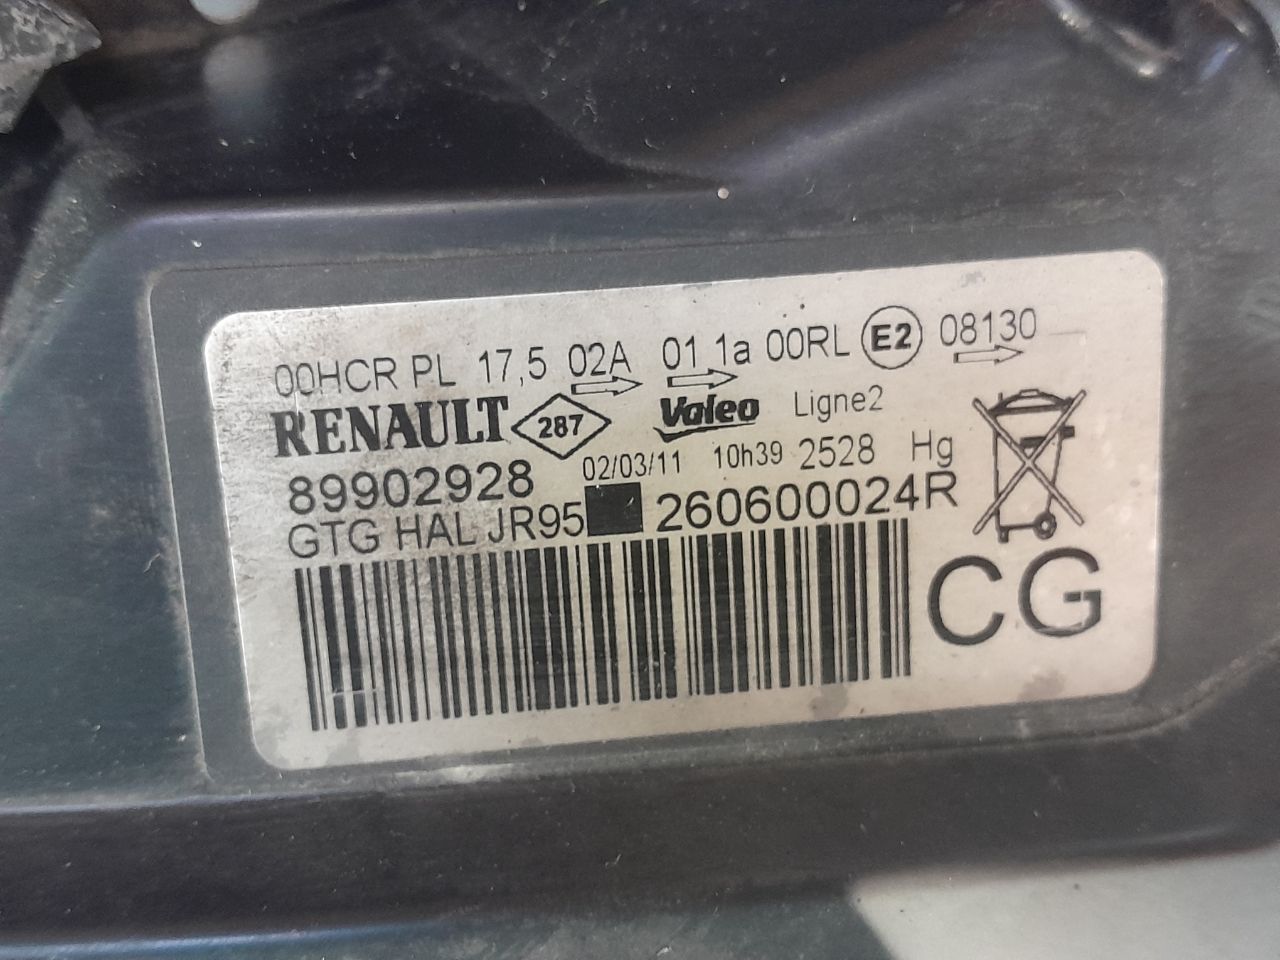 00HCR PL 17,5 02A 01 1a 00RL E2 08130
RENAULT 287 Valeo Ligne2
89902928 02/03/11 10h39 2528 Hg
GTG HAL JR95 260600024R
CG